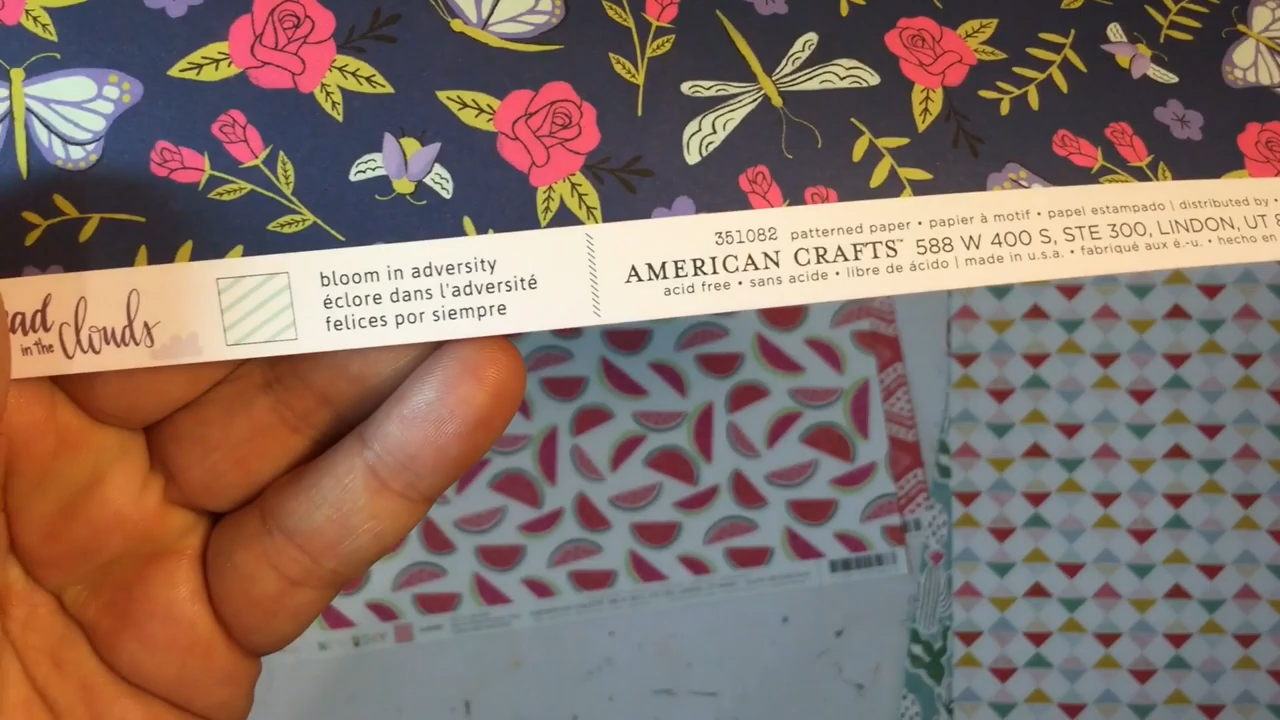 in the clouds
bloom in adversity
éclore dans l'adversité
felices por siempre
351082 patterned paper • papier à motif • papel estampado | distributed by •
AMERICAN CRAFTS™ 588 W 400 S, STE 300, LINDON, UT
acid free • sans acide • libre de ácido | made in u.s.a. • fabriqué aux é.-u. • hecho en